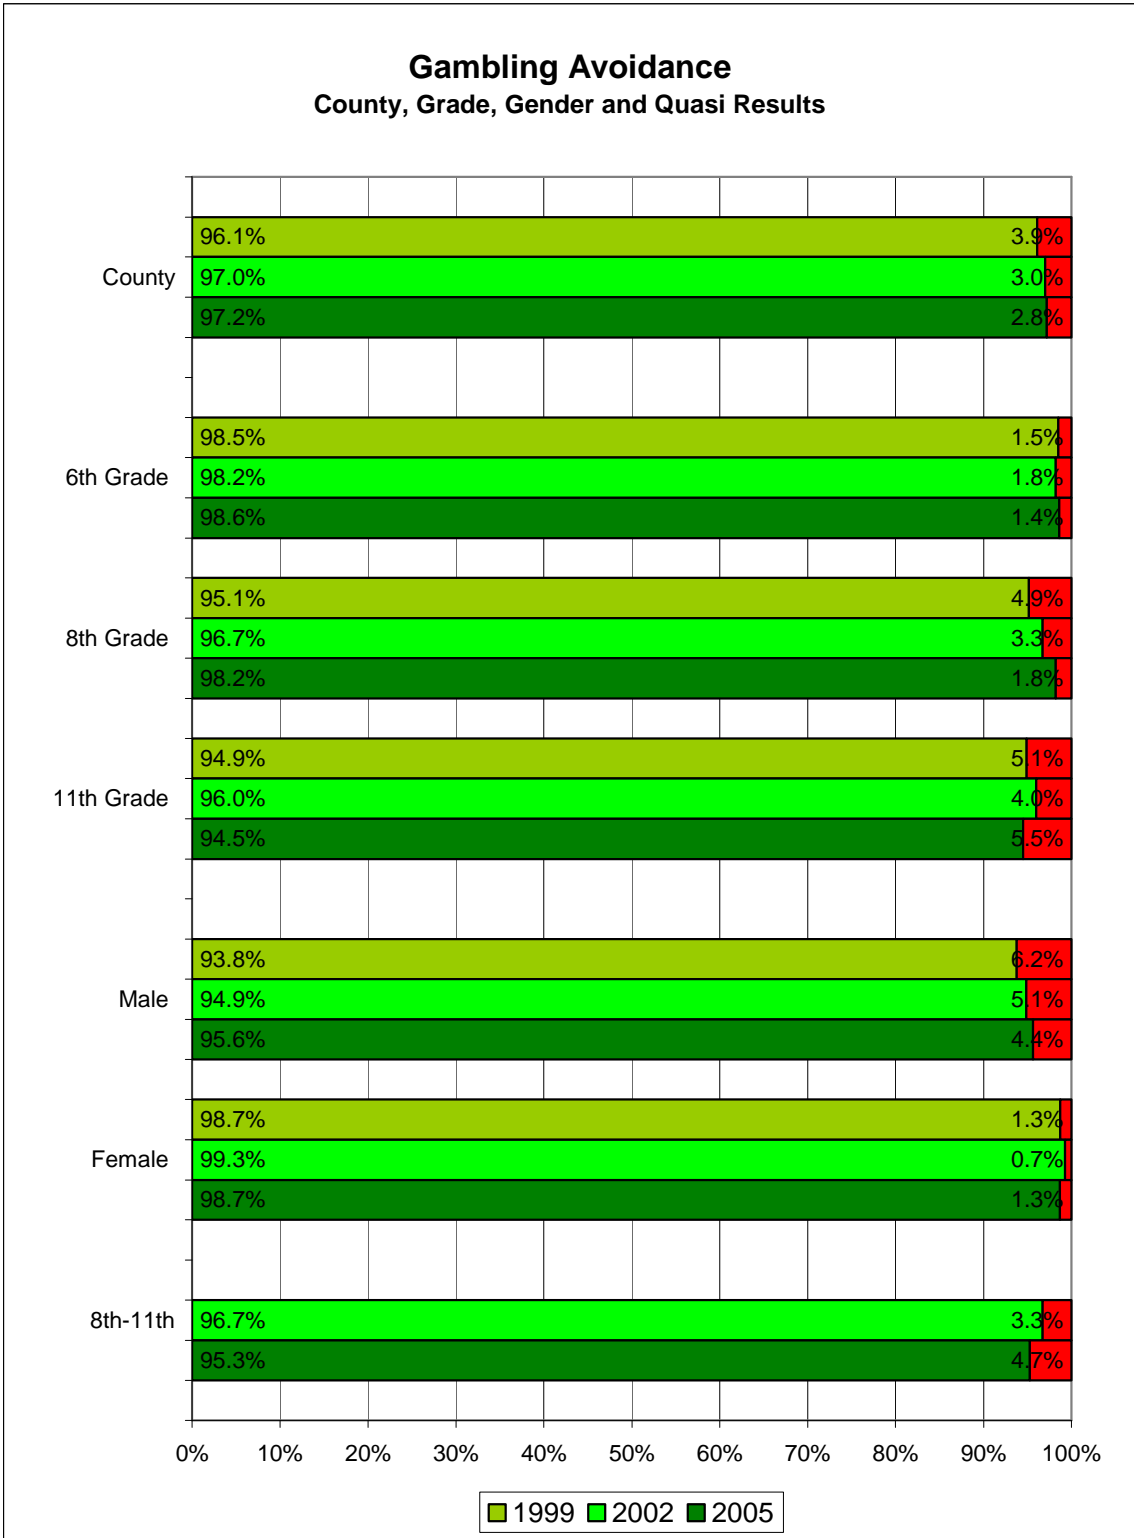 Gambling Avoidance
County, Grade, Gender and Quasi Results
96.1% 3.9%
County 97.0% 3.0%
97.2% 2.8%
98.5% 1.5%
6th Grade 98.2% 1.8%
98.6% 1.4%
95.1% 4.9%
8th Grade 96.7% 3.3%
98.2% 1.8%
94.9% 5.1%
11th Grade 96.0% 4.0%
94.5% 5.5%
93.8% 6.2%
Male 94.9% 5.1%
95.6% 4.4%
98.7% 1.3%
Female 99.3% 0.7%
98.7% 1.3%
8th-11th 96.7% 3.3%
95.3% 4.7%
0% 10% 20% 30% 40% 50% 60% 70% 80% 90% 100%
1999 2002 2005